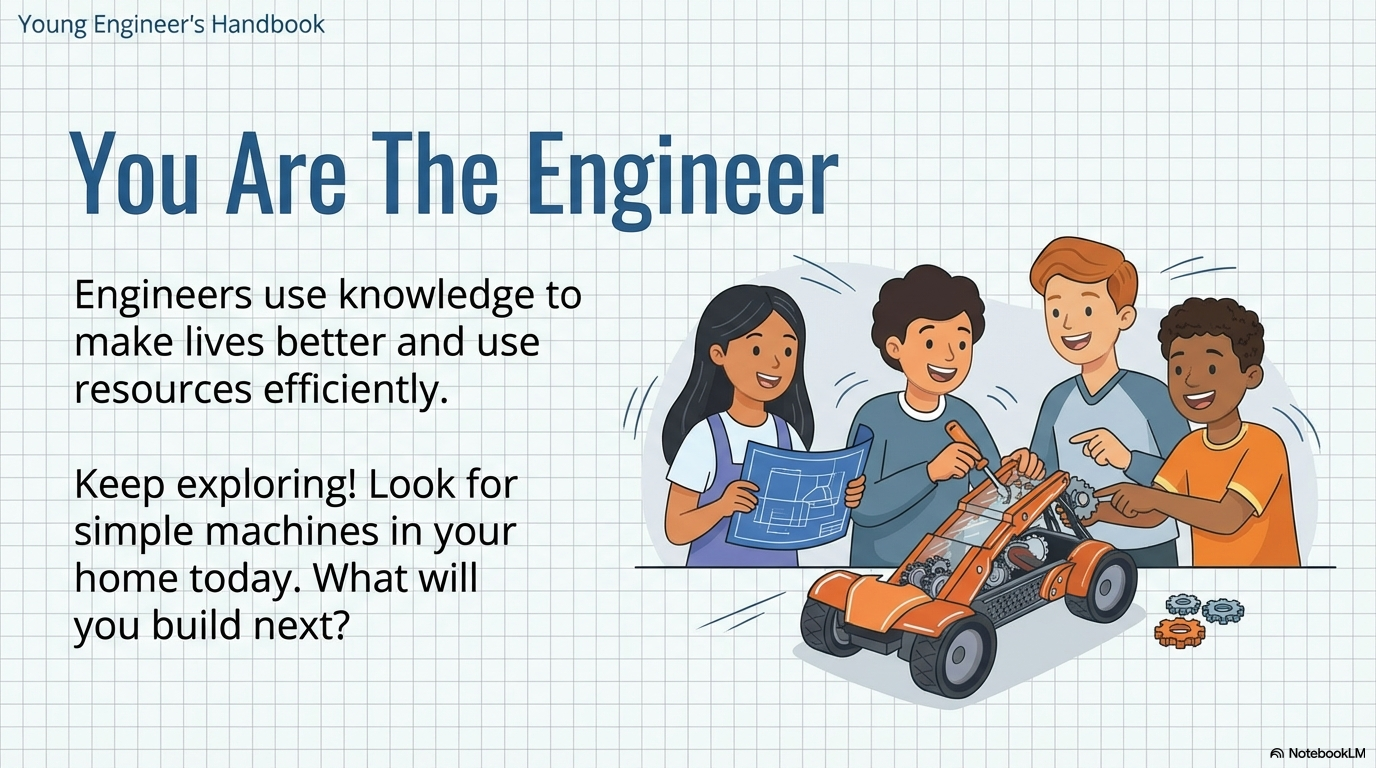 Young Engineer's Handbook
You Are The Engineer
Engineers use knowledge to
make lives better and use
resources efficiently.
Keep exploring! Look for
simple machines in your
home today. What will
you build next?
NotebookLM